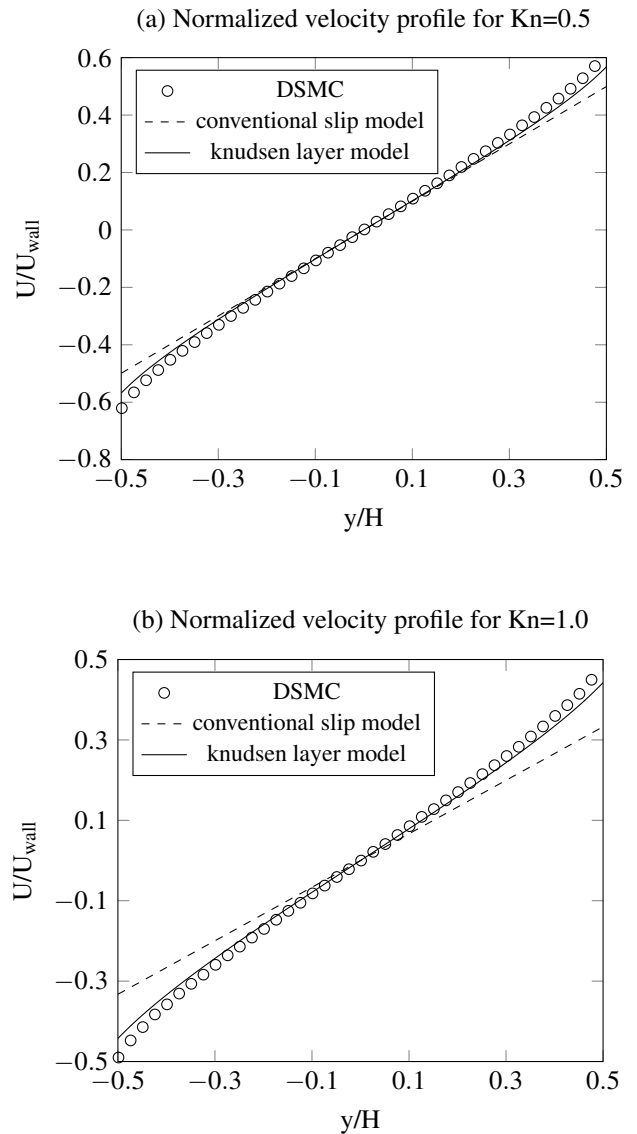 (a) Normalized velocity profile for Kn=0.5
0.6
0.4
0.2
0
−0.2
−0.4
−0.6
−0.8
U/U_wall
DSMC
conventional slip model
knudsen layer model
−0.5 −0.3 −0.1 0.1 0.3 0.5
y/H
(b) Normalized velocity profile for Kn=1.0
0.5
0.3
0.1
−0.1
−0.3
−0.5
U/U_wall
DSMC
conventional slip model
knudsen layer model
−0.5 −0.3 −0.1 0.1 0.3 0.5
y/H